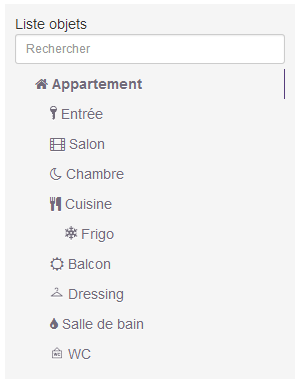 Liste objets
Rechercher
Appartement
Entrée
Salon
Chambre
Cuisine
Frigo
Balcon
Dressing
Salle de bain
WC